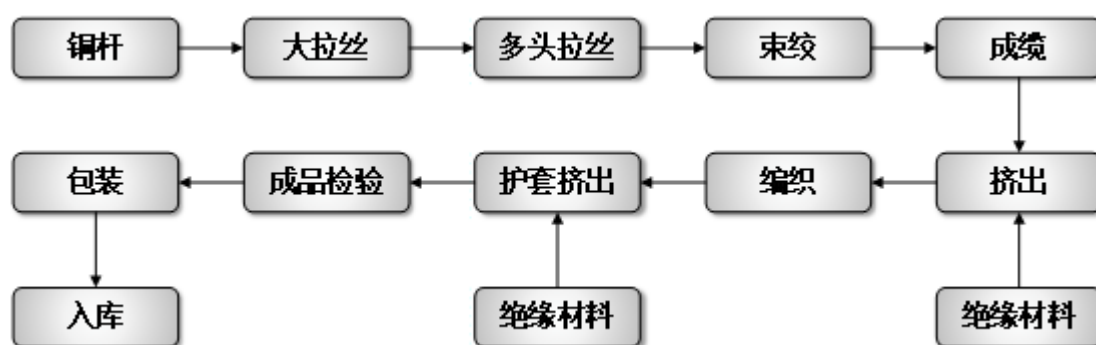 铜杆
大拉丝
多头拉丝
束绞
成缆
包装
成品检验
护套挤出
编织
挤出
入库
绝缘材料
绝缘材料